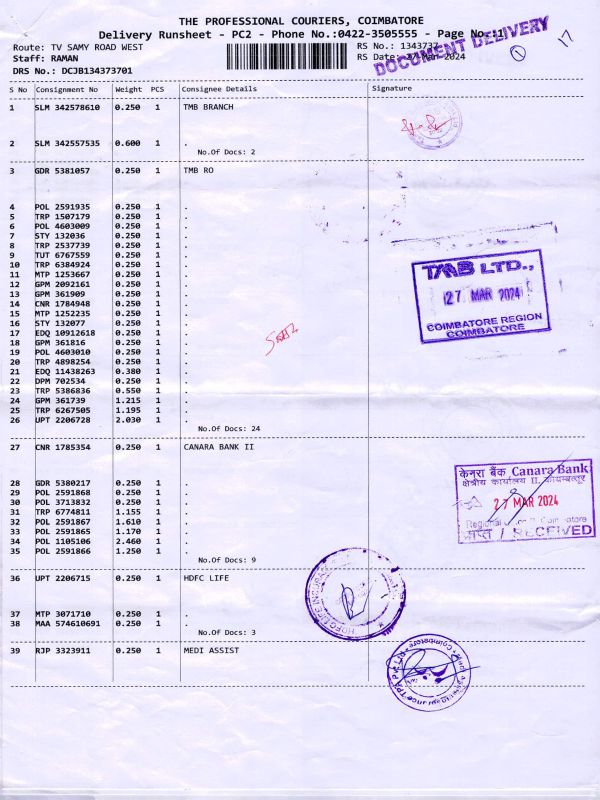 THE PROFESSIONAL COURIERS, COIMBATORE
Delivery Runsheet - PC2 - Phone No.:0422-3505555 - Page No.:1
Route: TV SAMY ROAD WEST
RS No.: 1343737
Staff: RAMAN
RS Date: 27-Mar-2024
DRS No.: DCJB134373701
DOCUMENT DELIVERY
17
S No Consignment No Weight PCS Consignee Details Signature
1 SLM 342578610 0.250 1 TMB BRANCH
2 SLM 342557535 0.600 1 .
No.Of Docs: 2
3 GDR 5381057 0.250 1 TMB RO
4 POL 2591935 0.250 1 .
5 TRP 1507179 0.250 1 .
6 POL 4603009 0.250 1 .
7 STY 132036 0.250 1 .
8 TRP 2537739 0.250 1 .
9 TUT 6767559 0.250 1 .
10 TRP 6384924 0.250 1 .
11 MTP 1253667 0.250 1 .
12 GPM 2092161 0.250 1 .
13 GPM 361909 0.250 1 .
14 CNR 1784948 0.250 1 .
15 MTP 1252235 0.250 1 .
16 STY 132077 0.250 1 .
17 EDQ 10912618 0.250 1 .
18 GPM 361816 0.250 1 .
19 POL 4603010 0.250 1 .
20 TRP 4898254 0.250 1 .
21 EDQ 11438263 0.380 1 .
22 DPM 702534 0.250 1 .
23 TRP 5386836 0.550 1 .
24 GPM 361739 1.215 1 .
25 TRP 6267505 1.195 1 .
26 UPT 2206728 2.030 1 .
No.Of Docs: 24
TMB LTD.,
27 MAR 2024
COIMBATORE REGION
COIMBATORE
27 CNR 1785354 0.250 1 CANARA BANK II
28 GDR 5380217 0.250 1 .
29 POL 2591868 0.250 1 .
30 POL 3713832 0.250 1 .
31 TRP 6774811 1.155 1 .
32 POL 2591867 1.610 1 .
33 POL 2591865 1.170 1 .
34 POL 1105106 2.460 1 .
35 POL 2591866 1.250 1 .
No.Of Docs: 9
केनरा बैंक Canara Bank
क्षेत्रीय कार्यालय II, कोयम्बत्तूर
27 MAR 2024
प्राप्त / RECEIVED
36 UPT 2206715 0.250 1 HDFC LIFE
37 MTP 3071710 0.250 1 .
38 MAA 574610691 0.250 1 .
No.Of Docs: 3
39 RJP 3323911 0.250 1 MEDI ASSIST